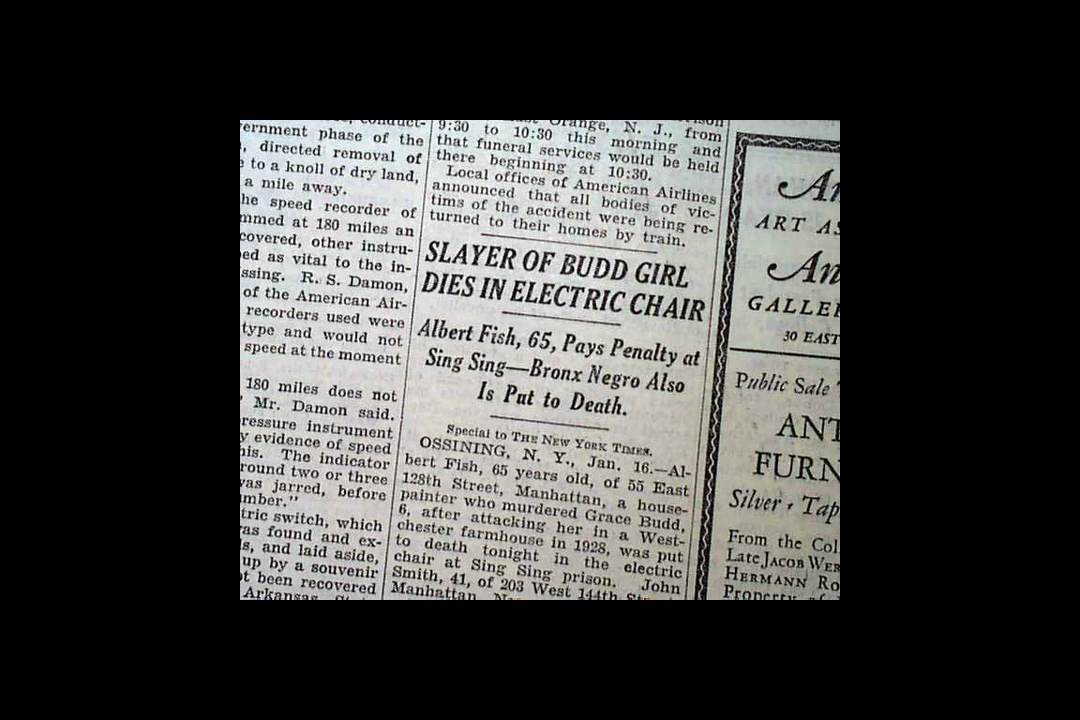 conduct-
ernment phase of the
, directed removal of
e to a knoll of dry land,
a mile away.
he speed recorder of
mmed at 180 miles an
covered, other instru-
ed as vital to the in-
ssing. R. S. Damon,
of the American Air-
recorders used were
type and would not
speed at the moment
180 miles does not
Mr. Damon said.
ressure instrument
y evidence of speed
his. The indicator
round two or three
was jarred, before
mber."
tric switch, which
as found and ex-
s, and laid aside,
up by a souvenir
t been recovered
Arkansas
Orange, N. J., from
9:30 to 10:30 this morning and
that funeral services would be held
there beginning at 10:30.
Local offices of American Airlines
announced that all bodies of vic-
tims of the accident were being re-
turned to their homes by train.
SLAYER OF BUDD GIRL
DIES IN ELECTRIC CHAIR
Albert Fish, 65, Pays Penalty at
Sing Sing—Bronx Negro Also
Is Put to Death.
Special to THE NEW YORK TIMES.
OSSINING, N. Y., Jan. 16.—Al-
bert Fish, 65 years old, of 55 East
128th Street, Manhattan, a house-
painter who murdered Grace Budd,
6, after attacking her in a West-
chester farmhouse in 1928, was put
to death tonight in the electric
chair at Sing Sing prison. John
Smith, 41, of 203 West 144th
Manhattan,
An
ART AS
An
GALLE
30 EAST
Public Sale
ANT
FURN
Silver · Tap
From the Col
Late JACOB WER
HERMANN RO
Property of